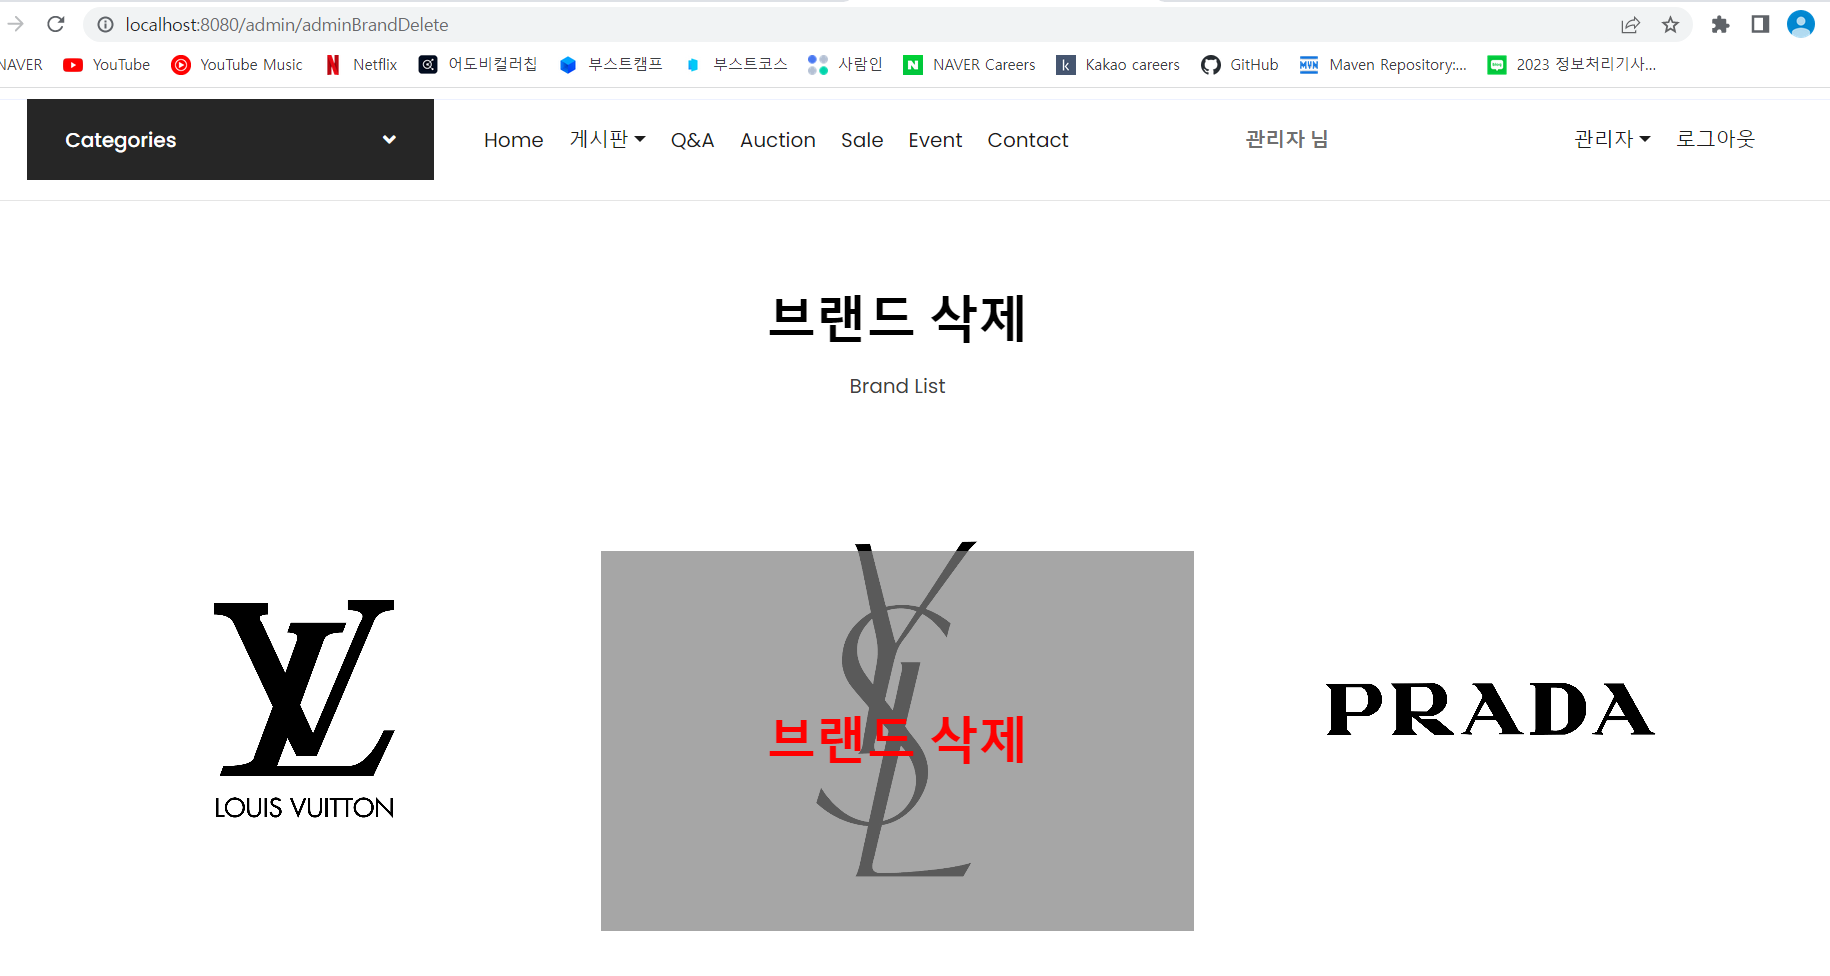 localhost:8080/admin/adminBrandDelete
NAVER YouTube YouTube Music Netflix 어도비컬러칩 부스트캠프 부스트코스 사람인 NAVER Careers Kakao careers GitHub Maven Repository:... 2023 정보처리기사...
Categories Home 게시판 Q&A Auction Sale Event Contact 관리자 님 관리자 로그아웃
브랜드 삭제
Brand List
YSL
브랜드 삭제
PRADA
LV
LOUIS VUITTON